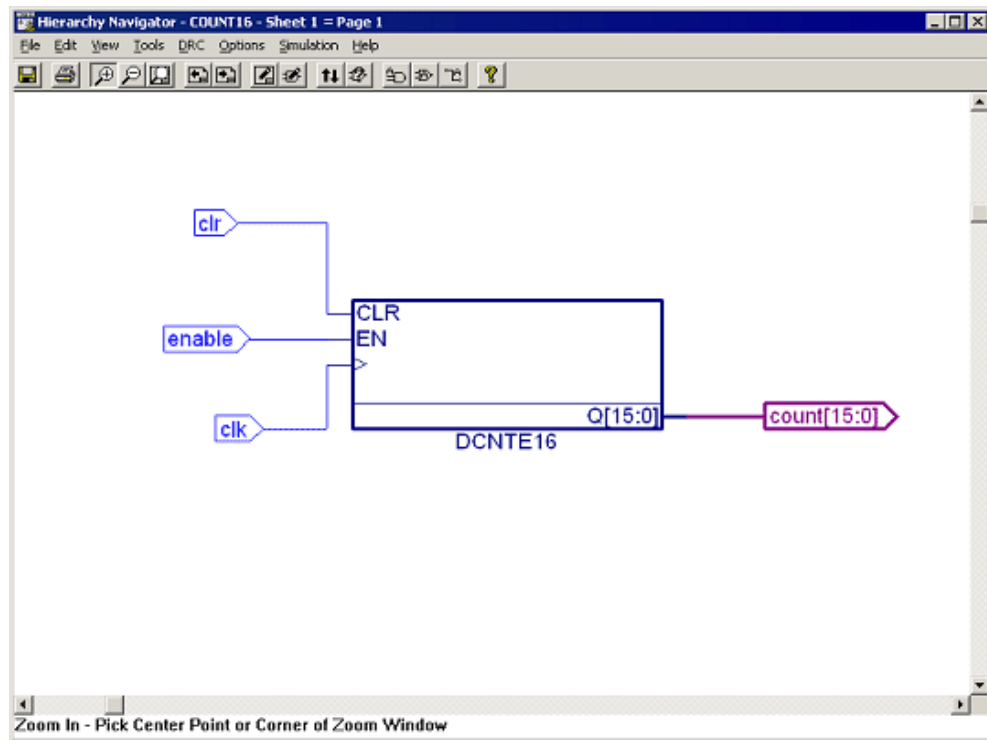 Hierarchy Navigator - COUNT16 - Sheet 1 = Page 1
File Edit View Tools DRC Options Simulation Help
clr
CLR
enable
EN
clk
Q[15:0]
count[15:0]
DCNTE16
Zoom In - Pick Center Point or Corner of Zoom Window